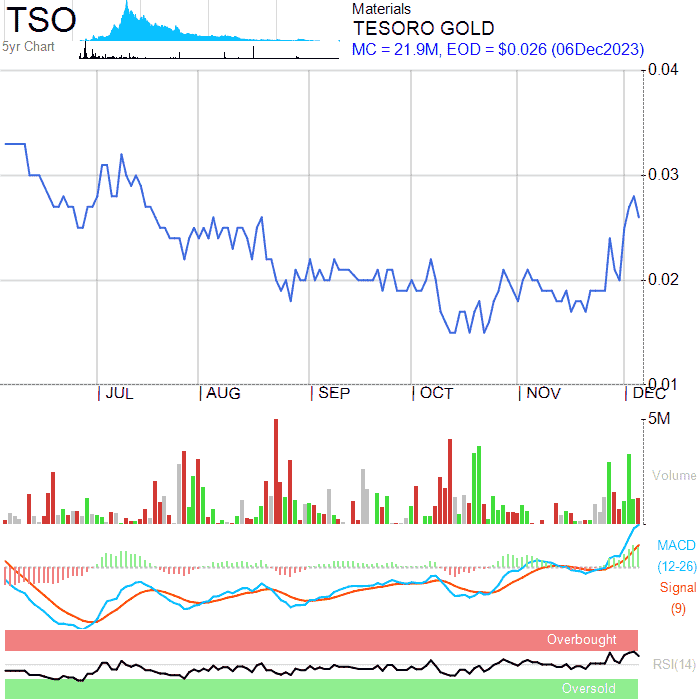 TSO
5yr Chart
Materials
TESORO GOLD
MC = 21.9M, EOD = $0.026 (06Dec2023)
0.04
0.03
0.02
0.01
JUL AUG SEP OCT NOV DEC
5M
Volume
MACD
(12-26)
Signal
(9)
Overbought
RSI(14)
Oversold